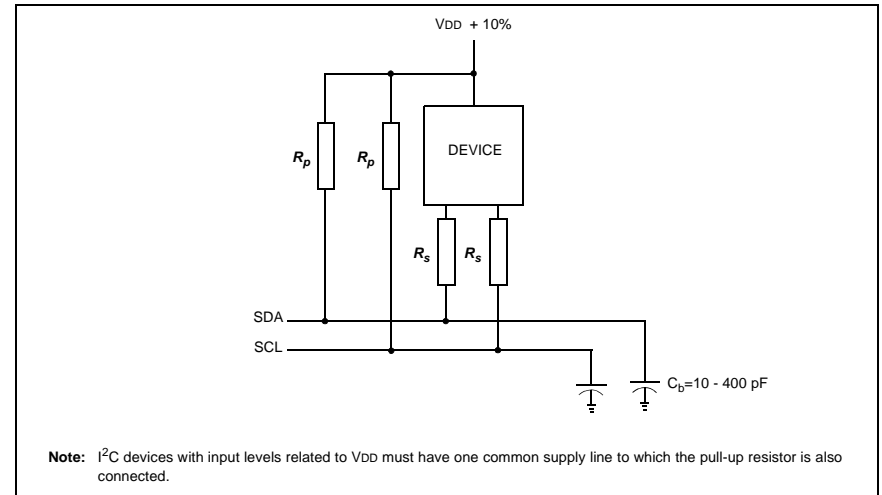 VDD + 10%
Rp
Rp
DEVICE
Rs
Rs
SDA
SCL
Cb=10 - 400 pF
Note: I2C devices with input levels related to VDD must have one common supply line to which the pull-up resistor is also
connected.